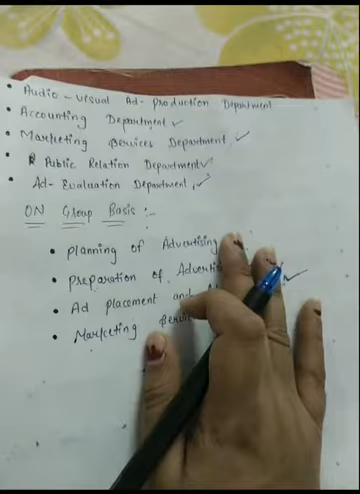 • Audio-visual Ad-production Department
• Accounting Department ✓
• Marketing Services Department, ✓
• Public Relation Department ✓
• Ad-Evaluation Department, ✓
ON Group Basis :-
• planning of Advertising
• preparation of
• Ad placement and
• Marketing